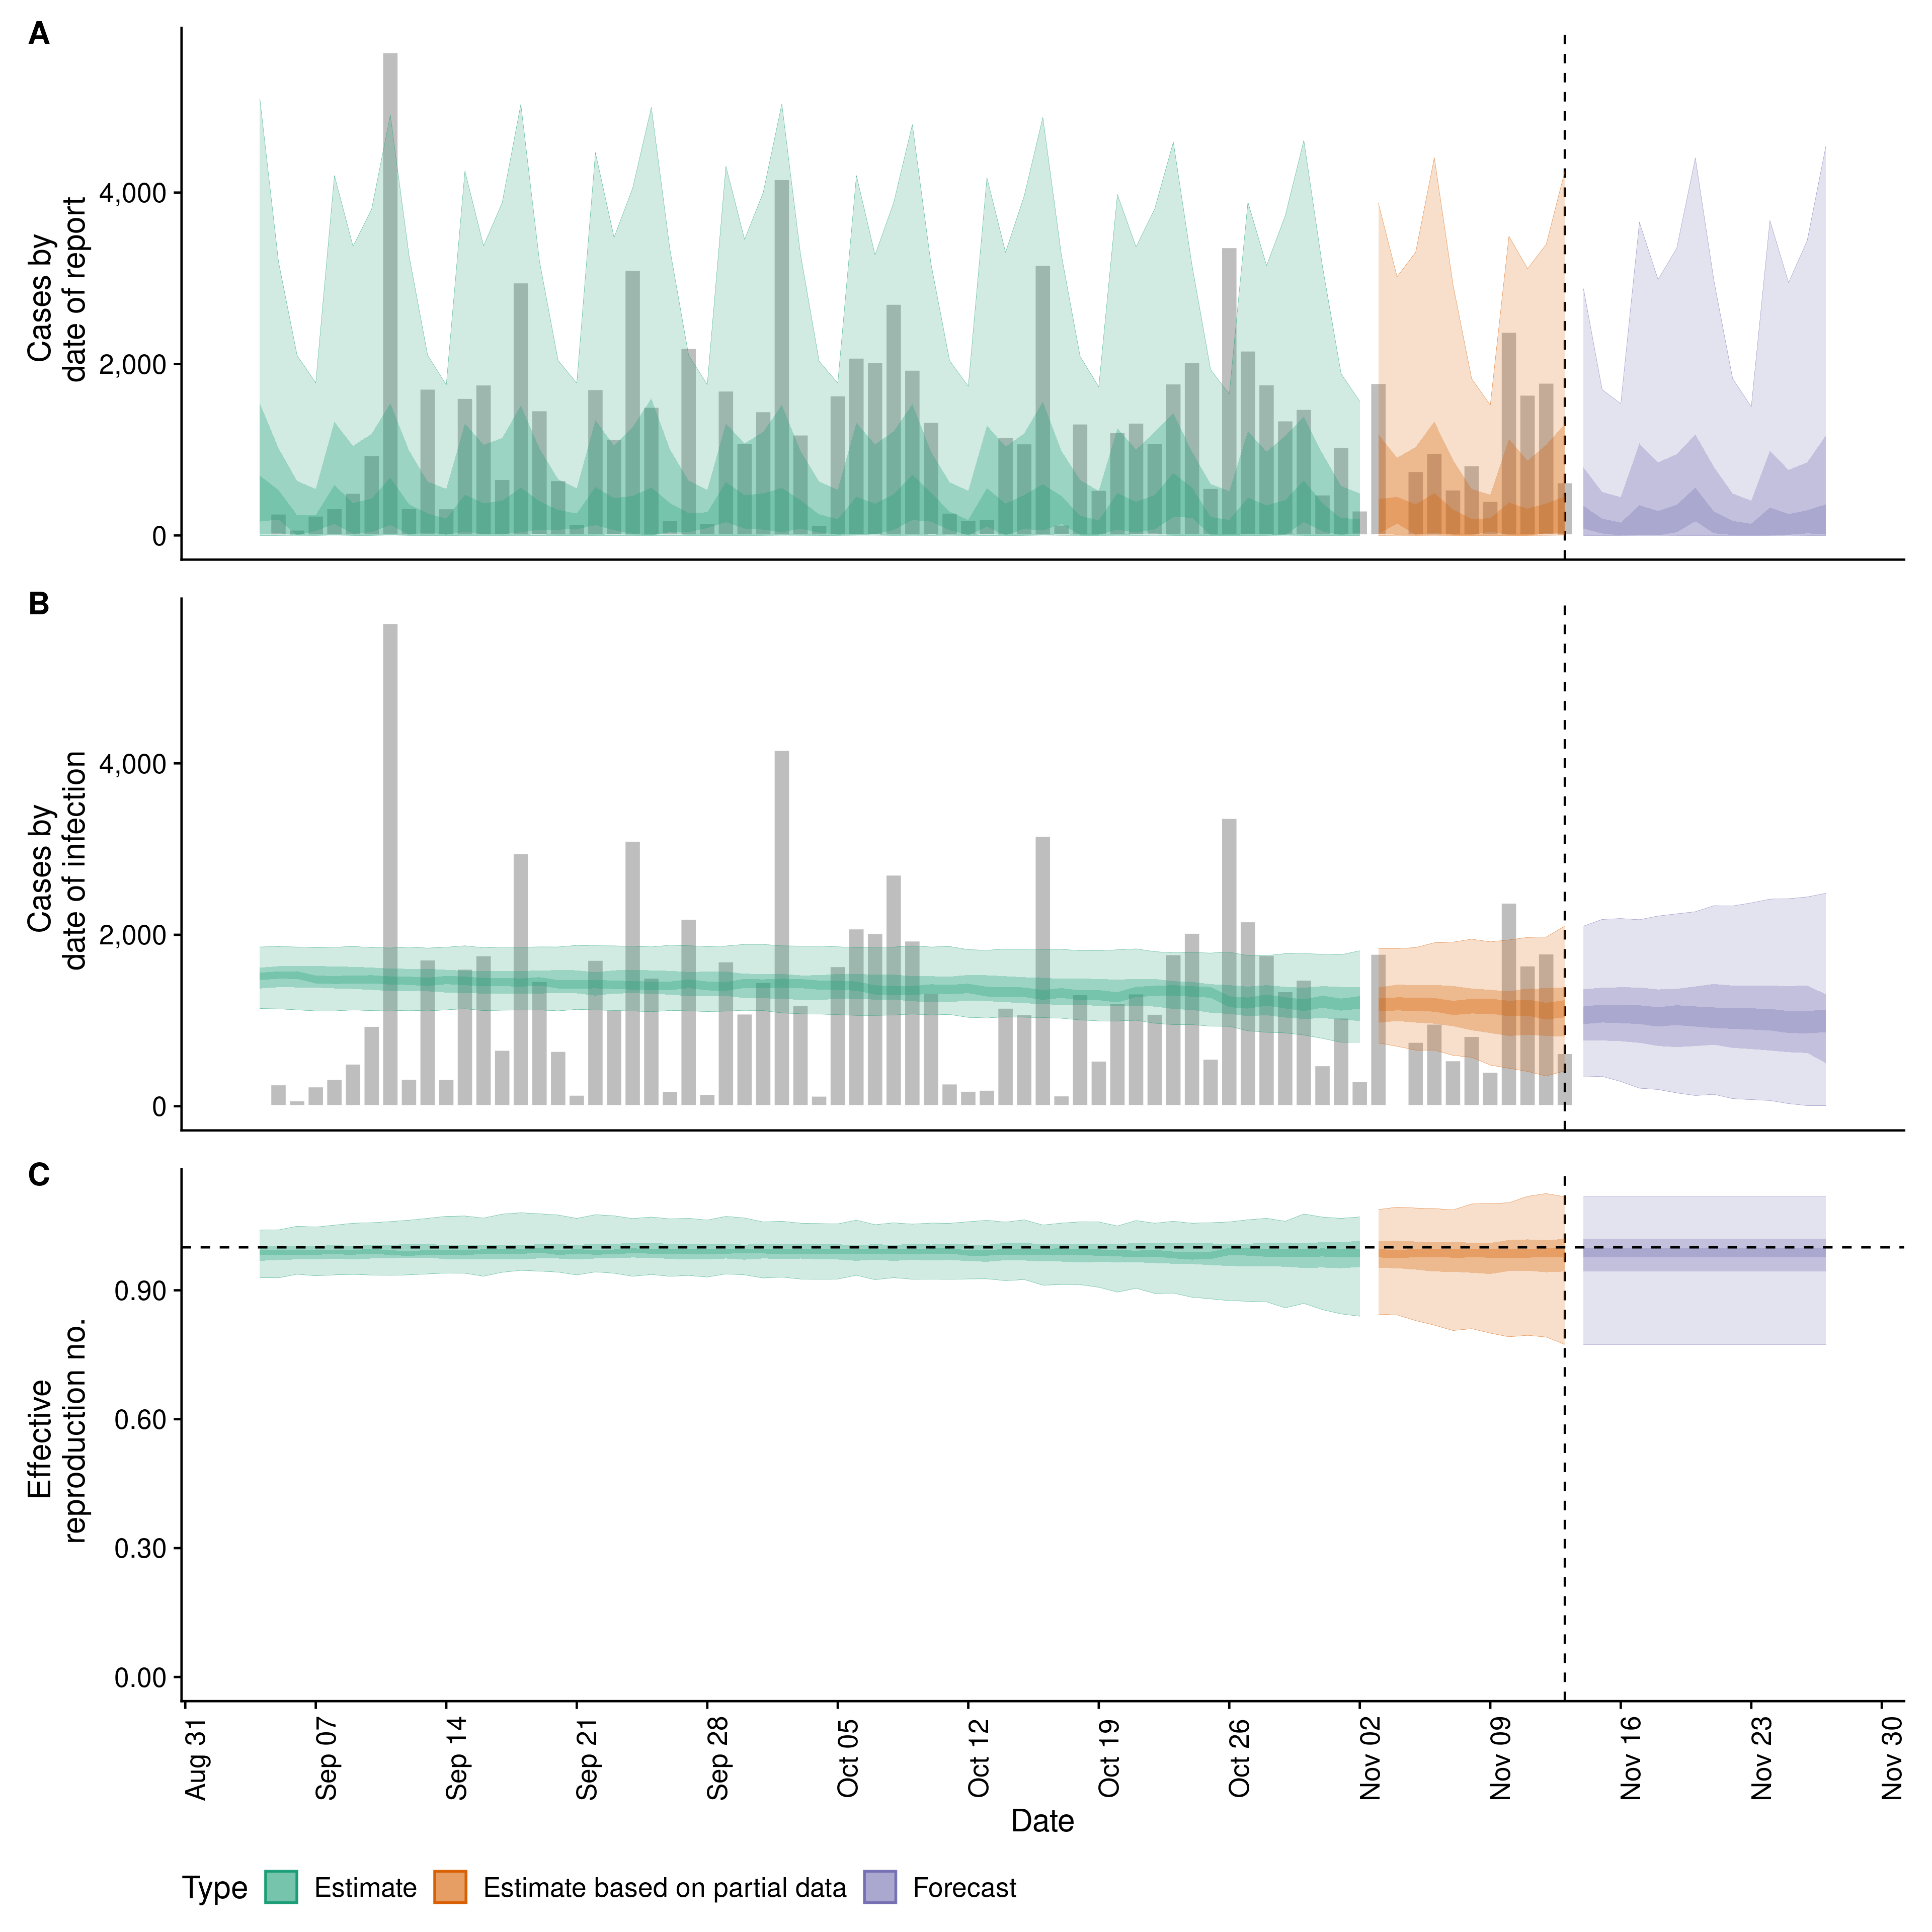 A
Cases by
date of report
4,000
2,000
0
B
Cases by
date of infection
4,000
2,000
0
C
Effective
reproduction no.
0.90
0.60
0.30
0.00
Aug 31
Sep 07
Sep 14
Sep 21
Sep 28
Oct 05
Oct 12
Oct 19
Oct 26
Nov 02
Nov 09
Nov 16
Nov 23
Nov 30
Date
Type Estimate Estimate based on partial data Forecast